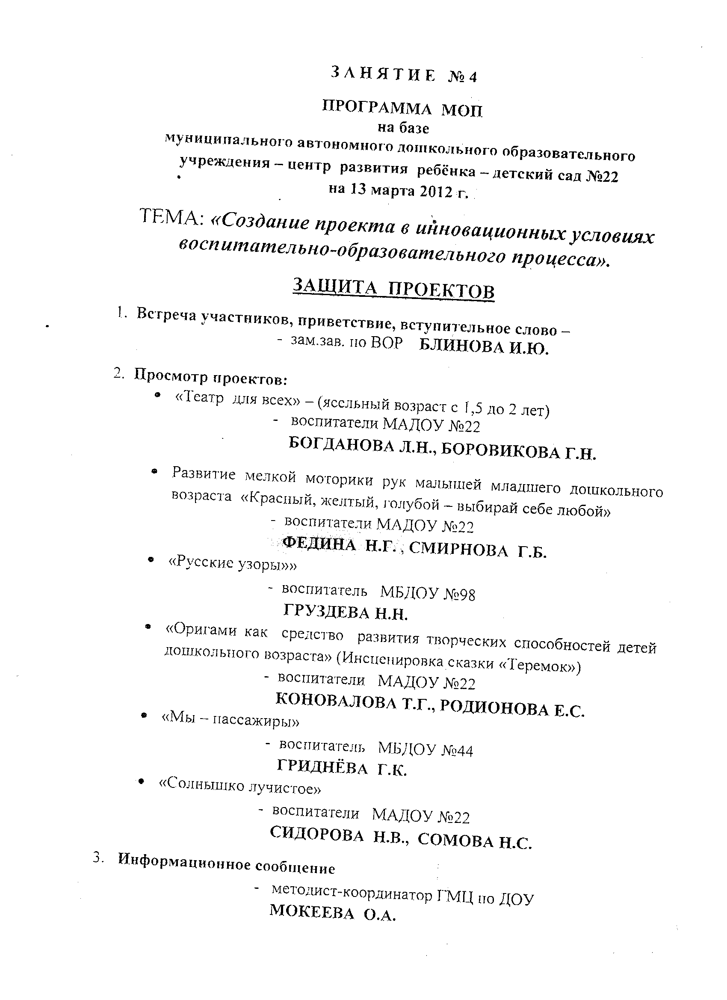 ЗАНЯТИЕ № 4
ПРОГРАММА МОП
на базе
муниципального автономного дошкольного образовательного
учреждения – центр развития ребёнка – детский сад №22
на 13 марта 2012 г.
ТЕМА: «Создание проекта в инновационных условиях
воспитательно-образовательного процесса».
ЗАЩИТА ПРОЕКТОВ
1. Встреча участников, приветствие, вступительное слово –
- зам.зав. по ВОР БЛИНОВА И.Ю.
2. Просмотр проектов:
• «Театр для всех» – (ясельный возраст с 1,5 до 2 лет)
- воспитатели МАДОУ №22
БОГДАНОВА Л.Н., БОРОВИКОВА Г.Н.
• Развитие мелкой моторики рук малышей младшего дошкольного
возраста «Красный, желтый, голубой – выбирай себе любой»
- воспитатели МАДОУ №22
ФЕДИНА Н.Г., СМИРНОВА Г.Б.
• «Русские узоры»»
- воспитатель МБДОУ №98
ГРУЗДЕВА Н.Н.
• «Оригами как средство развития творческих способностей детей
дошкольного возраста» (Инсценировка сказки «Теремок»)
- воспитатели МАДОУ №22
КОНОВАЛОВА Т.Г., РОДИОНОВА Е.С.
• «Мы – пассажиры»
- воспитатель МБДОУ №44
ГРИДНЁВА Г.К.
• «Солнышко лучистое»
- воспитатели МАДОУ №22
СИДОРОВА Н.В., СОМОВА Н.С.
3. Информационное сообщение
- методист-координатор ГМЦ по ДОУ
МОКЕЕВА О.А.